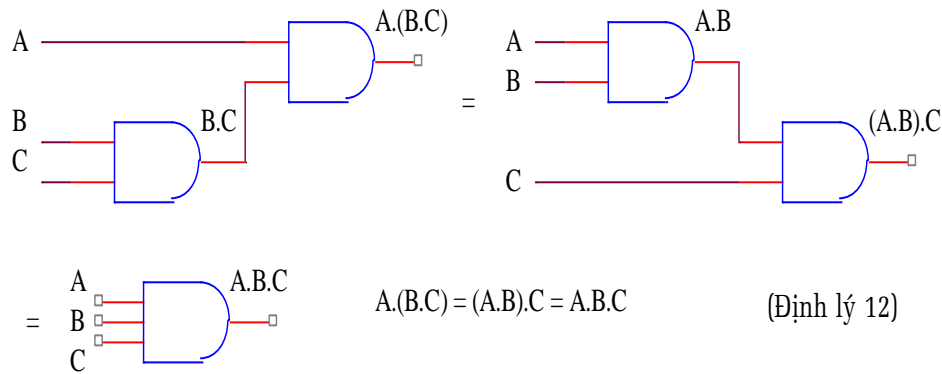 A
B
C
B.C
A.(B.C)
=
A
B
C
A.B
(A.B).C
=
A
B
C
A.B.C
A.(B.C) = (A.B).C = A.B.C
(Định lý 12)